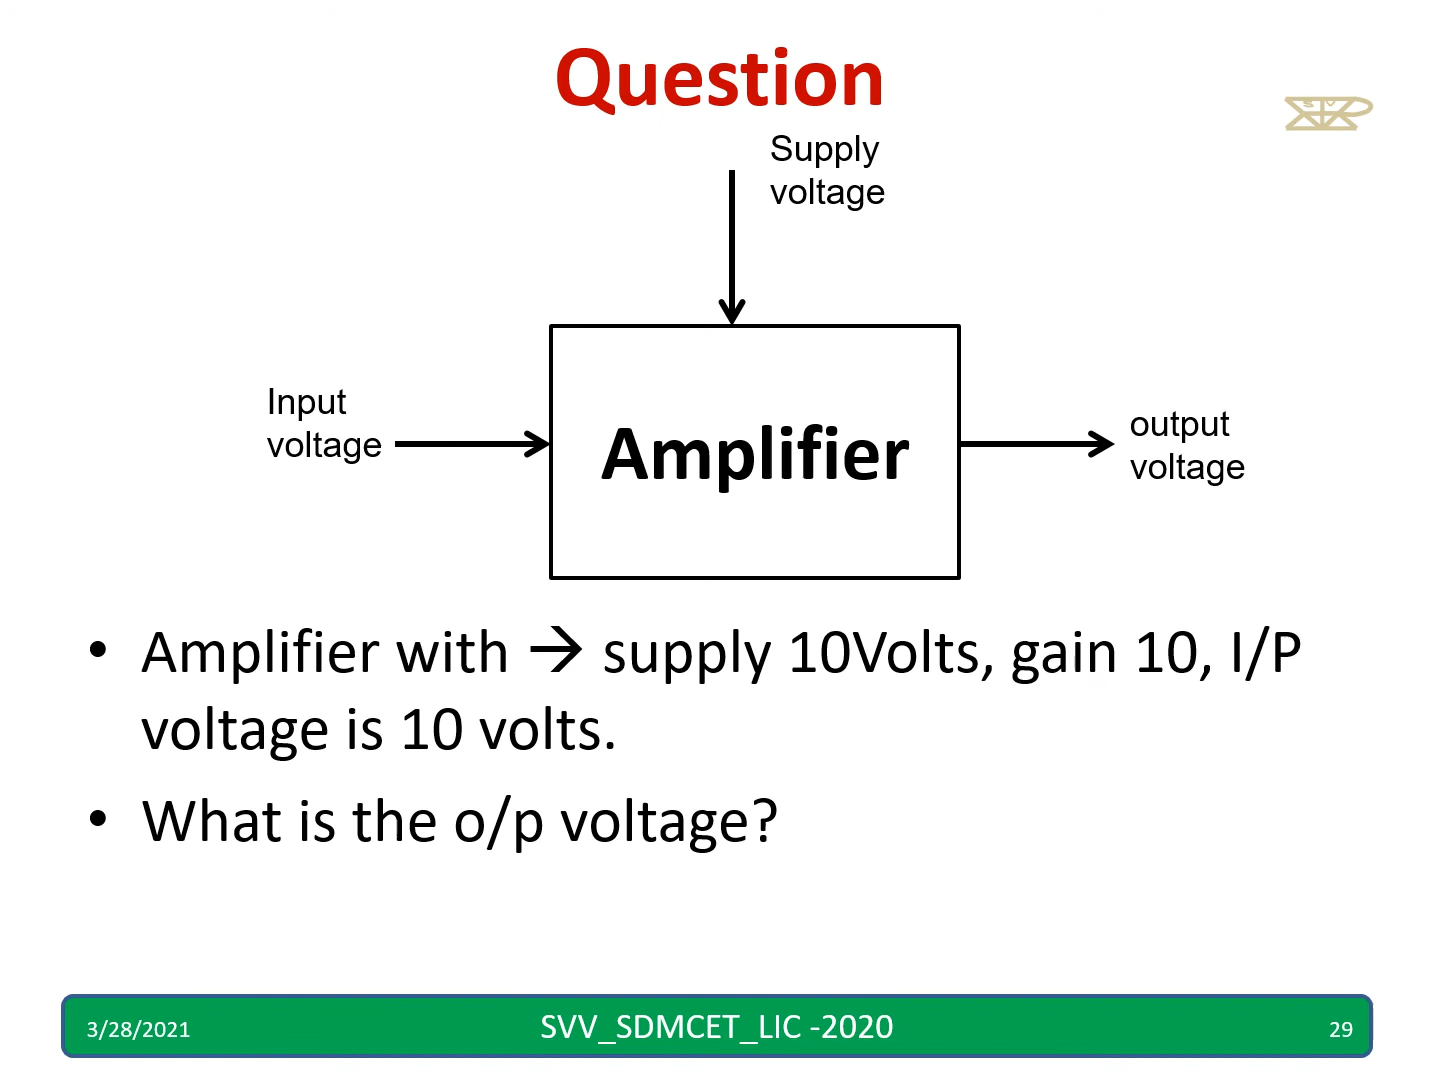 Question
Supply
voltage
Input
voltage
Amplifier
output
voltage
• Amplifier with → supply 10Volts, gain 10, I/P
voltage is 10 volts.
• What is the o/p voltage?
3/28/2021
SVV_SDMCET_LIC -2020
29